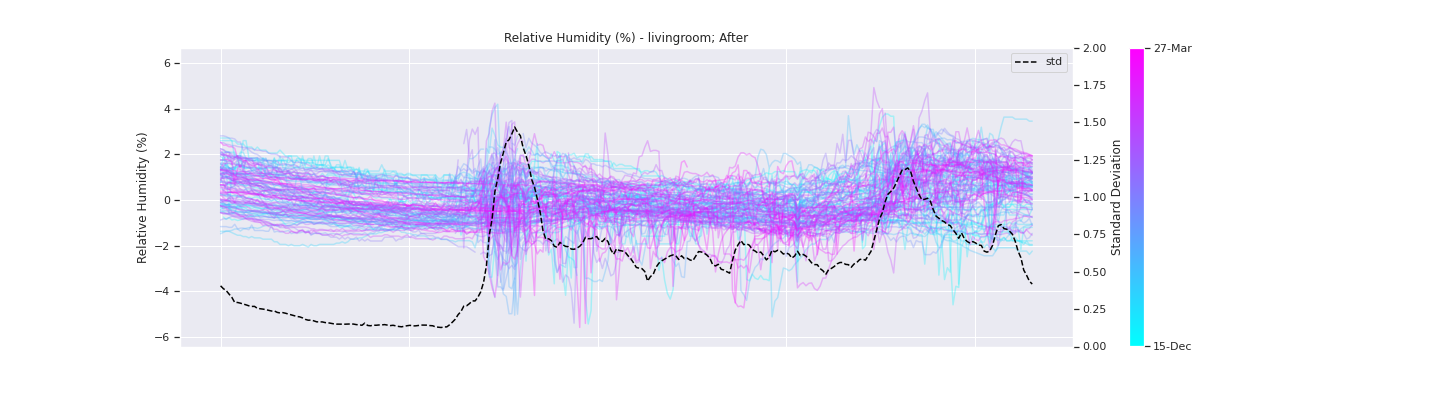 Relative Humidity (%) - livingroom; After
Relative Humidity (%)
6
4
2
0
−2
−4
−6
std
2.00
1.75
1.50
1.25
1.00
0.75
0.50
0.25
0.00
Standard Deviation
27-Mar
15-Dec